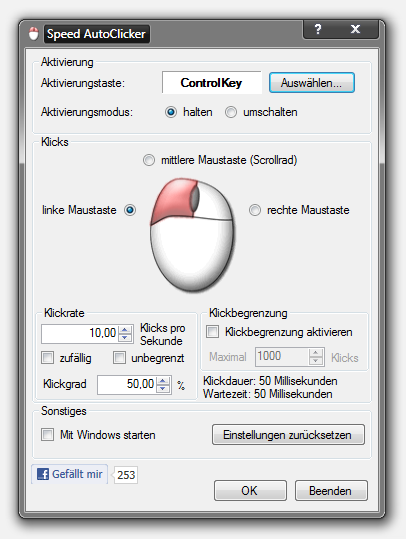 Speed AutoClicker
? X
Aktivierung
Aktivierungstaste: ControlKey Auswählen...
Aktivierungsmodus: halten umschalten
Klicks
mittlere Maustaste (Scrollrad)
linke Maustaste rechte Maustaste
Klickrate
10,00 Klicks pro Sekunde
zufällig unbegrenzt
Klickgrad 50,00 %
Klickbegrenzung
Klickbegrenzung aktivieren
Maximal 1000 Klicks
Klickdauer: 50 Millisekunden
Wartezeit: 50 Millisekunden
Sonstiges
Mit Windows starten Einstellungen zurücksetzen
f Gefällt mir 253
OK Beenden